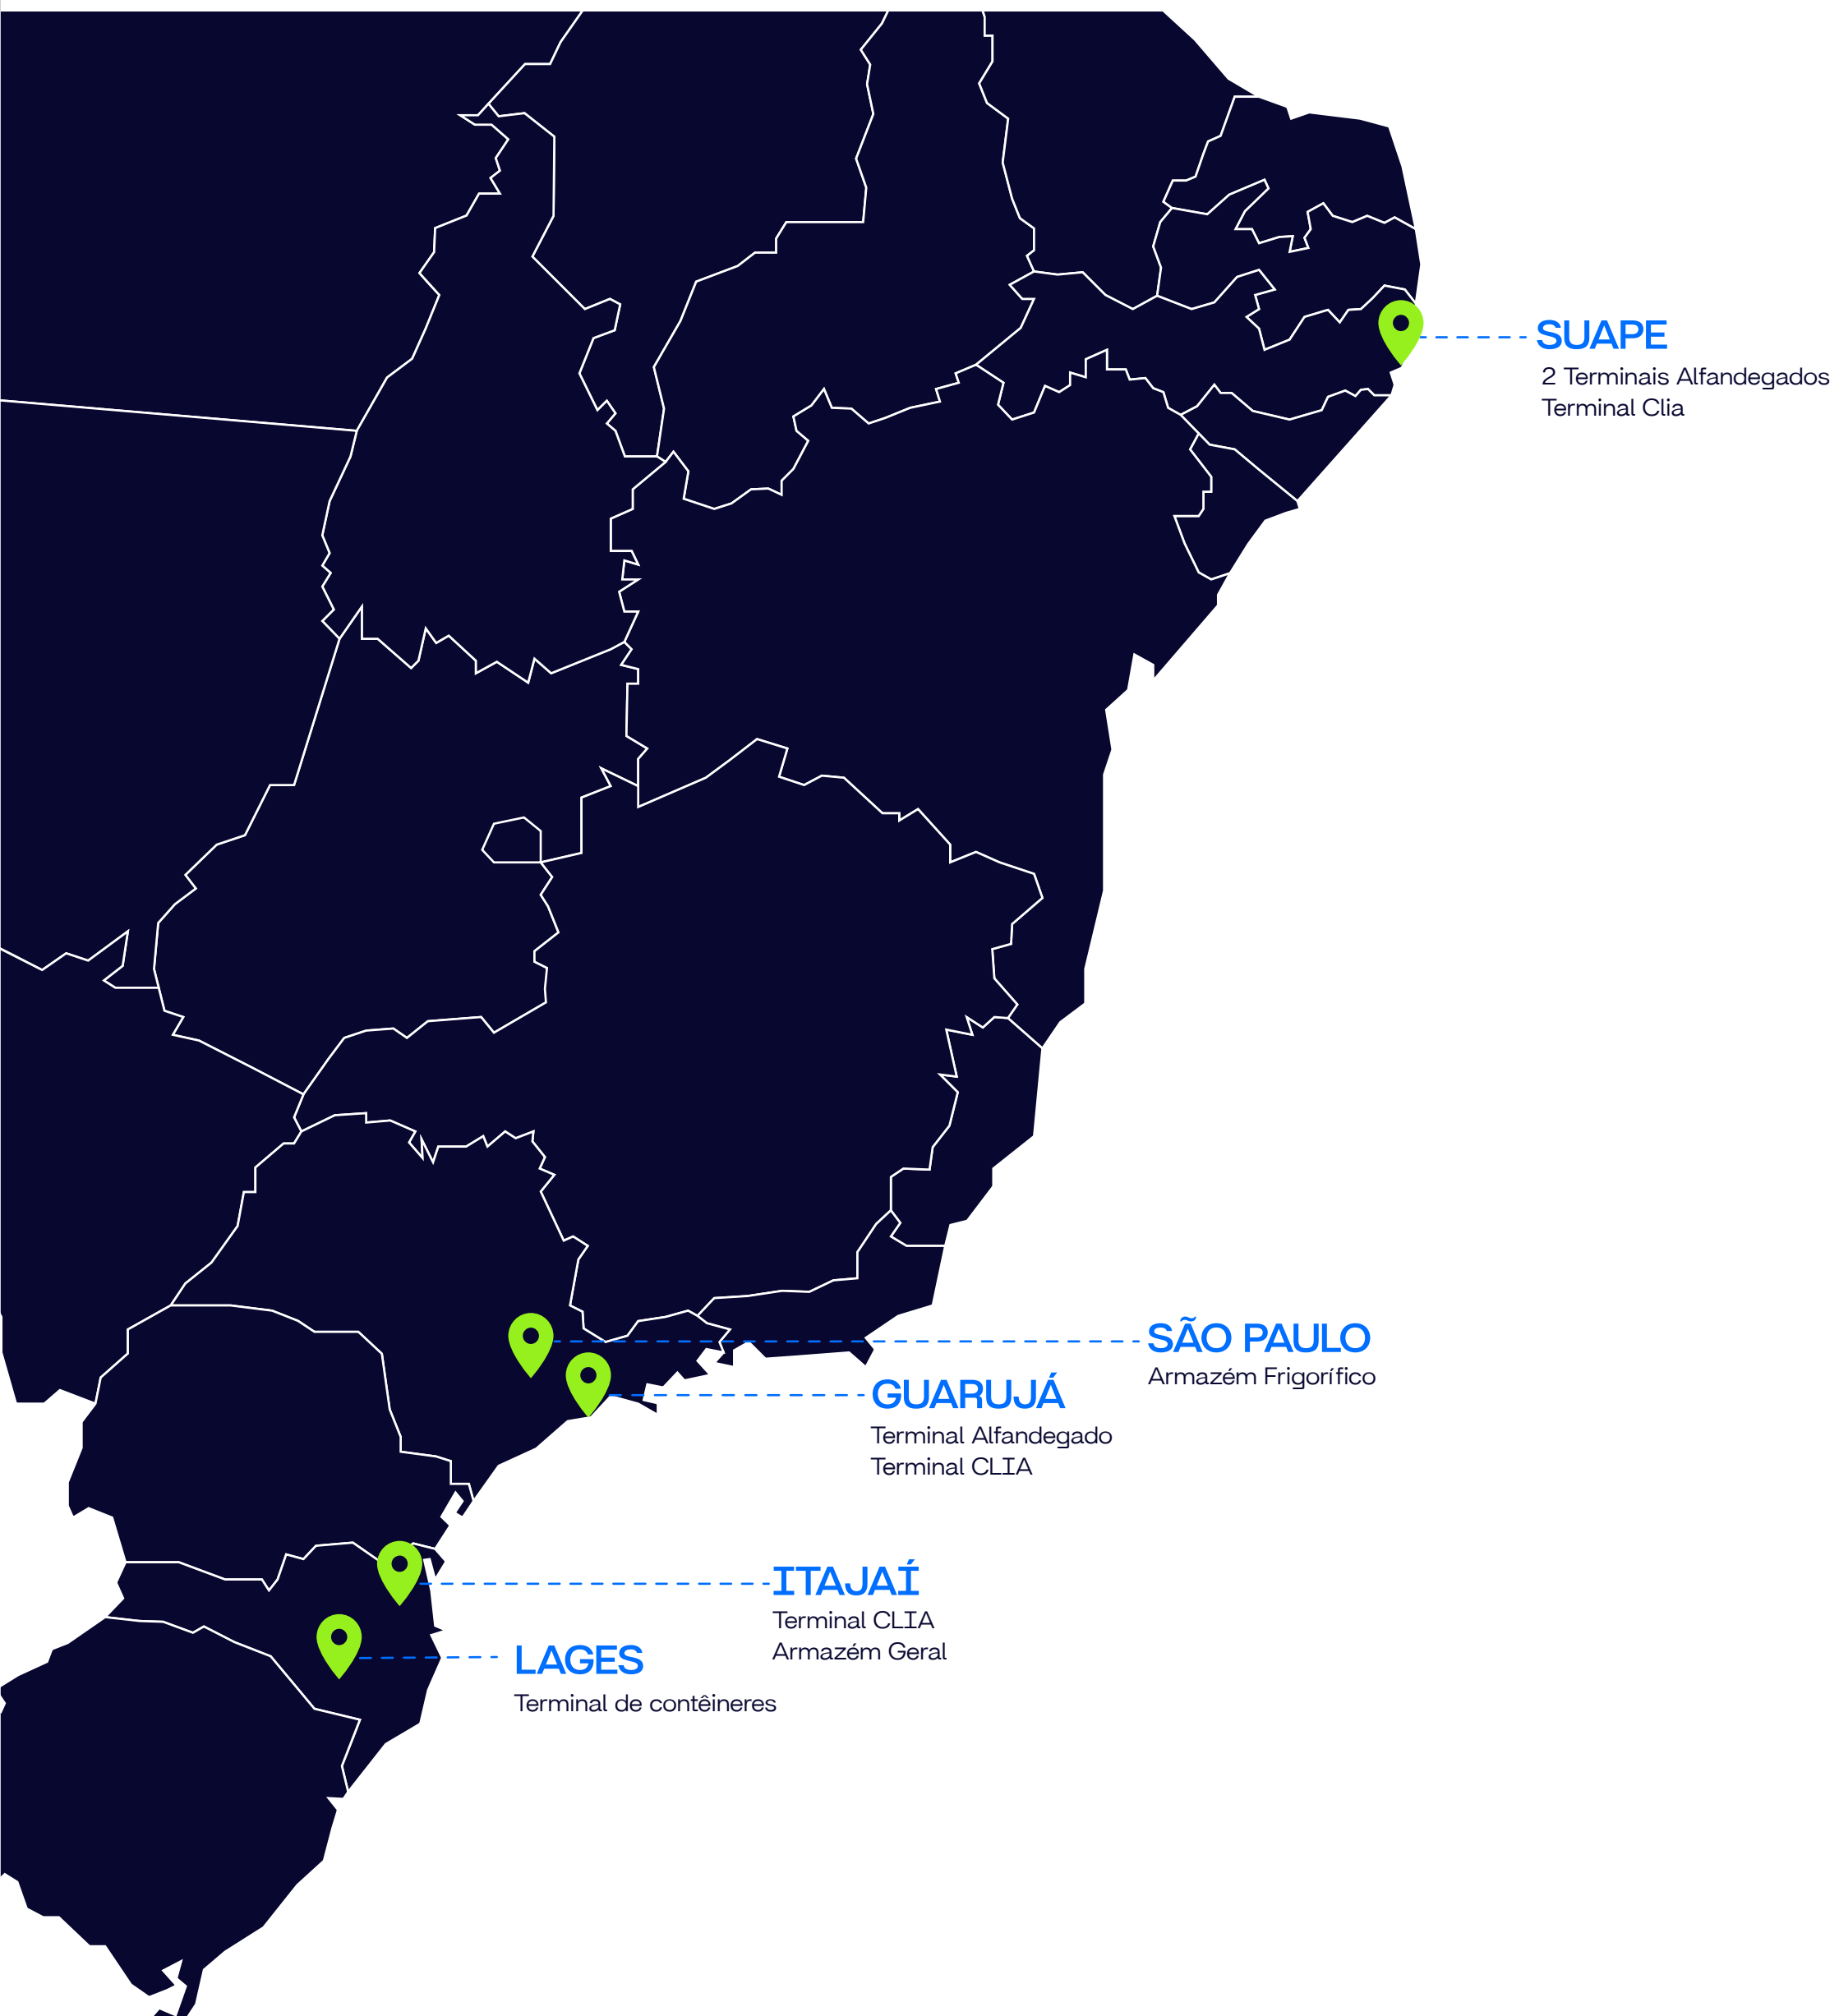 SUAPE
2 Terminais Alfandegados
Terminal Clia
SÃO PAULO
Armazém Frigorífico
GUARUJÁ
Terminal Alfandegado
Terminal CLIA
ITAJAÍ
Terminal CLIA
Armazém Geral
LAGES
Terminal de contêineres